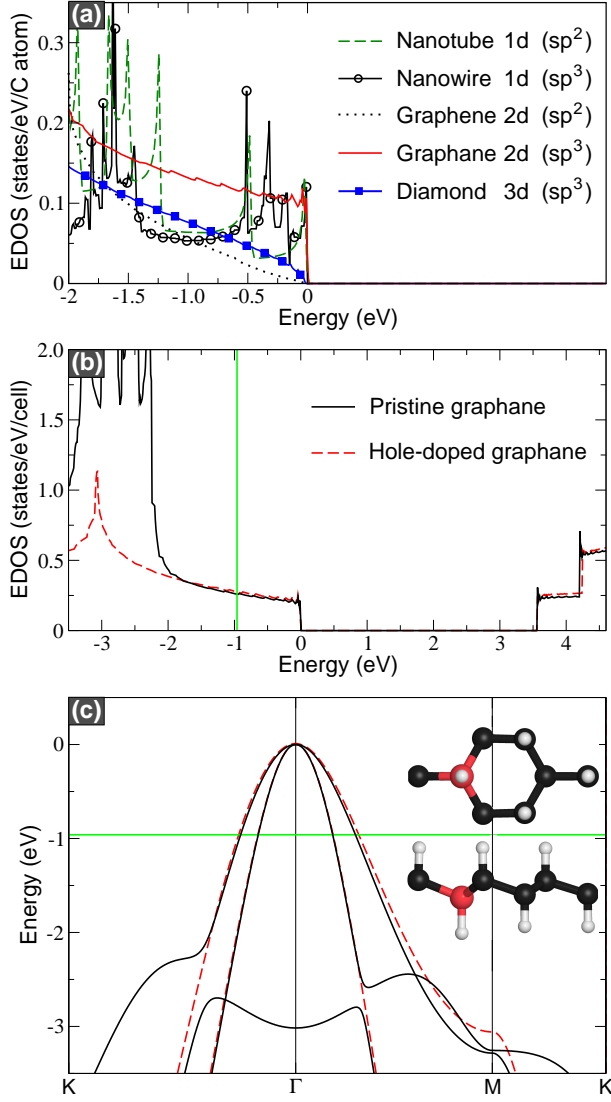 (a)
0.3
0.2
0.1
0
EDOS (states/eV/C atom)
Nanotube 1d (sp²)
Nanowire 1d (sp³)
Graphene 2d (sp²)
Graphane 2d (sp³)
Diamond 3d (sp³)
-2 -1.5 -1 -0.5 0
Energy (eV)
(b)
2.0
1.5
1.0
0.5
0
EDOS (states/eV/cell)
Pristine graphane
Hole-doped graphane
-3 -2 -1 0 1 2 3 4
Energy (eV)
(c)
0
-1
-2
-3
Energy (eV)
K Γ M K